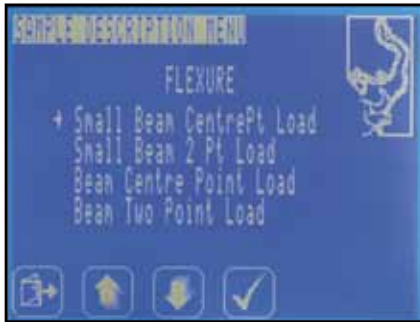 SAMPLE DESCRIPTION MENU
FLEXURE
Small Beam CentrePt Load
Small Beam 2 Pt Load
Beam Centre Point Load
Beam Two Point Load